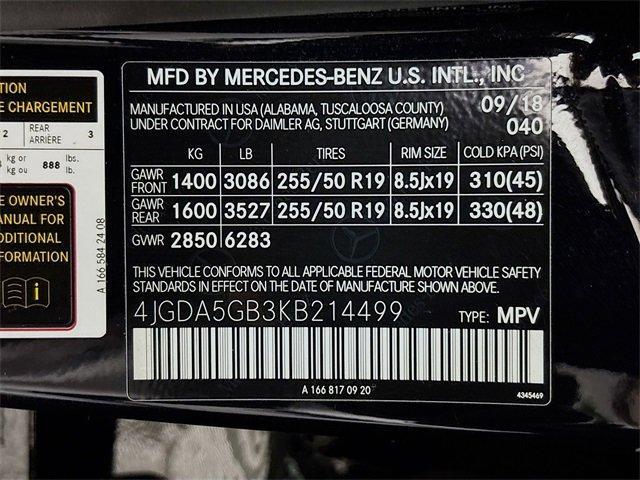 TION
E CHARGEMENT
2 REAR ARRIÈRE 3
kg or kg ou 888 lbs. lb.
E OWNER'S
ANUAL FOR
DDITIONAL
FORMATION
A 166 584 24 08
MFD BY MERCEDES-BENZ U.S. INTL., INC
MANUFACTURED IN USA (ALABAMA, TUSCALOOSA COUNTY) 09/18
UNDER CONTRACT FOR DAIMLER AG, STUTTGART (GERMANY) 040
KG LB TIRES RIM SIZE COLD KPA (PSI)
GAWR FRONT 1400 3086 255/50 R19 8.5Jx19 310(45)
GAWR REAR 1600 3527 255/50 R19 8.5Jx19 330(48)
GVWR 2850 6283
THIS VEHICLE CONFORMS TO ALL APPLICABLE FEDERAL MOTOR VEHICLE SAFETY
STANDARDS IN EFFECT ON THE DATE OF MANUFACTURE SHOWN ABOVE.
4JGDA5GB3KB214499 TYPE: MPV
A 166 817 09 20
4345469